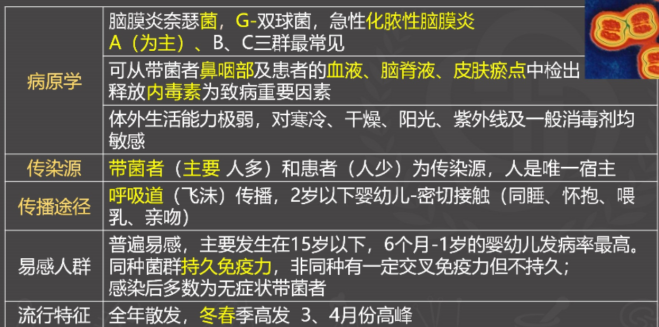 病原学
脑膜炎奈瑟菌，G-双球菌，急性化脓性脑膜炎
A（为主）、B、C三群最常见
可从带菌者鼻咽部及患者的血液、脑脊液、皮肤瘀点中检出
释放内毒素为致病重要因素
体外生活能力极弱，对寒冷、干燥、阳光、紫外线及一般消毒剂均
敏感
传染源
带菌者（主要 人多）和患者（人少）为传染源，人是唯一宿主
传播途径
呼吸道（飞沫）传播，2岁以下婴幼儿-密切接触（同睡、怀抱、喂
乳、亲吻）
易感人群
普遍易感，主要发生在15岁以下，6个月-1岁的婴幼儿发病率最高。
同种菌群持久免疫力，非同种有一定交叉免疫力但不持久；
感染后多数为无症状带菌者
流行特征
全年散发，冬春季高发 3、4月份高峰